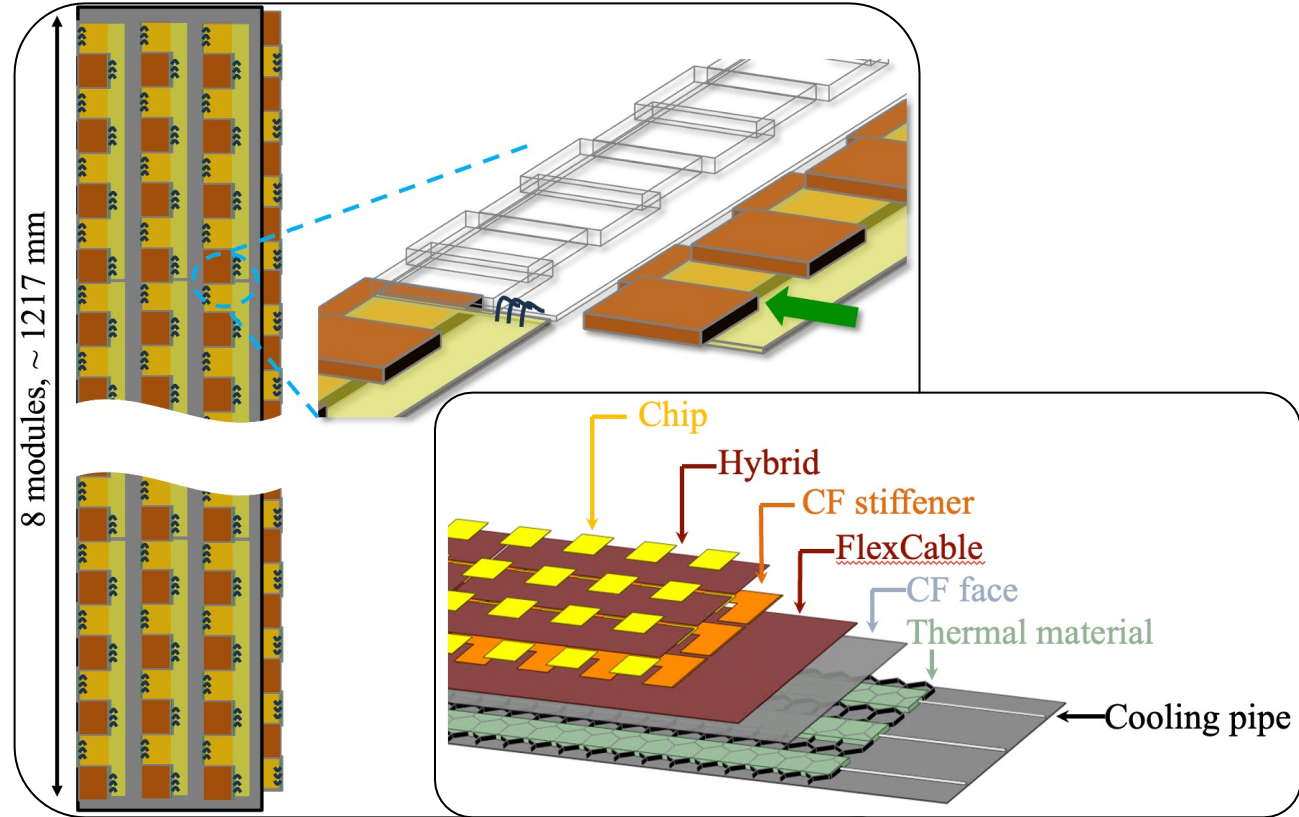 8 modules, ~ 1217 mm
Chip
Hybrid
CF stiffener
FlexCable
CF face
Thermal material
Cooling pipe